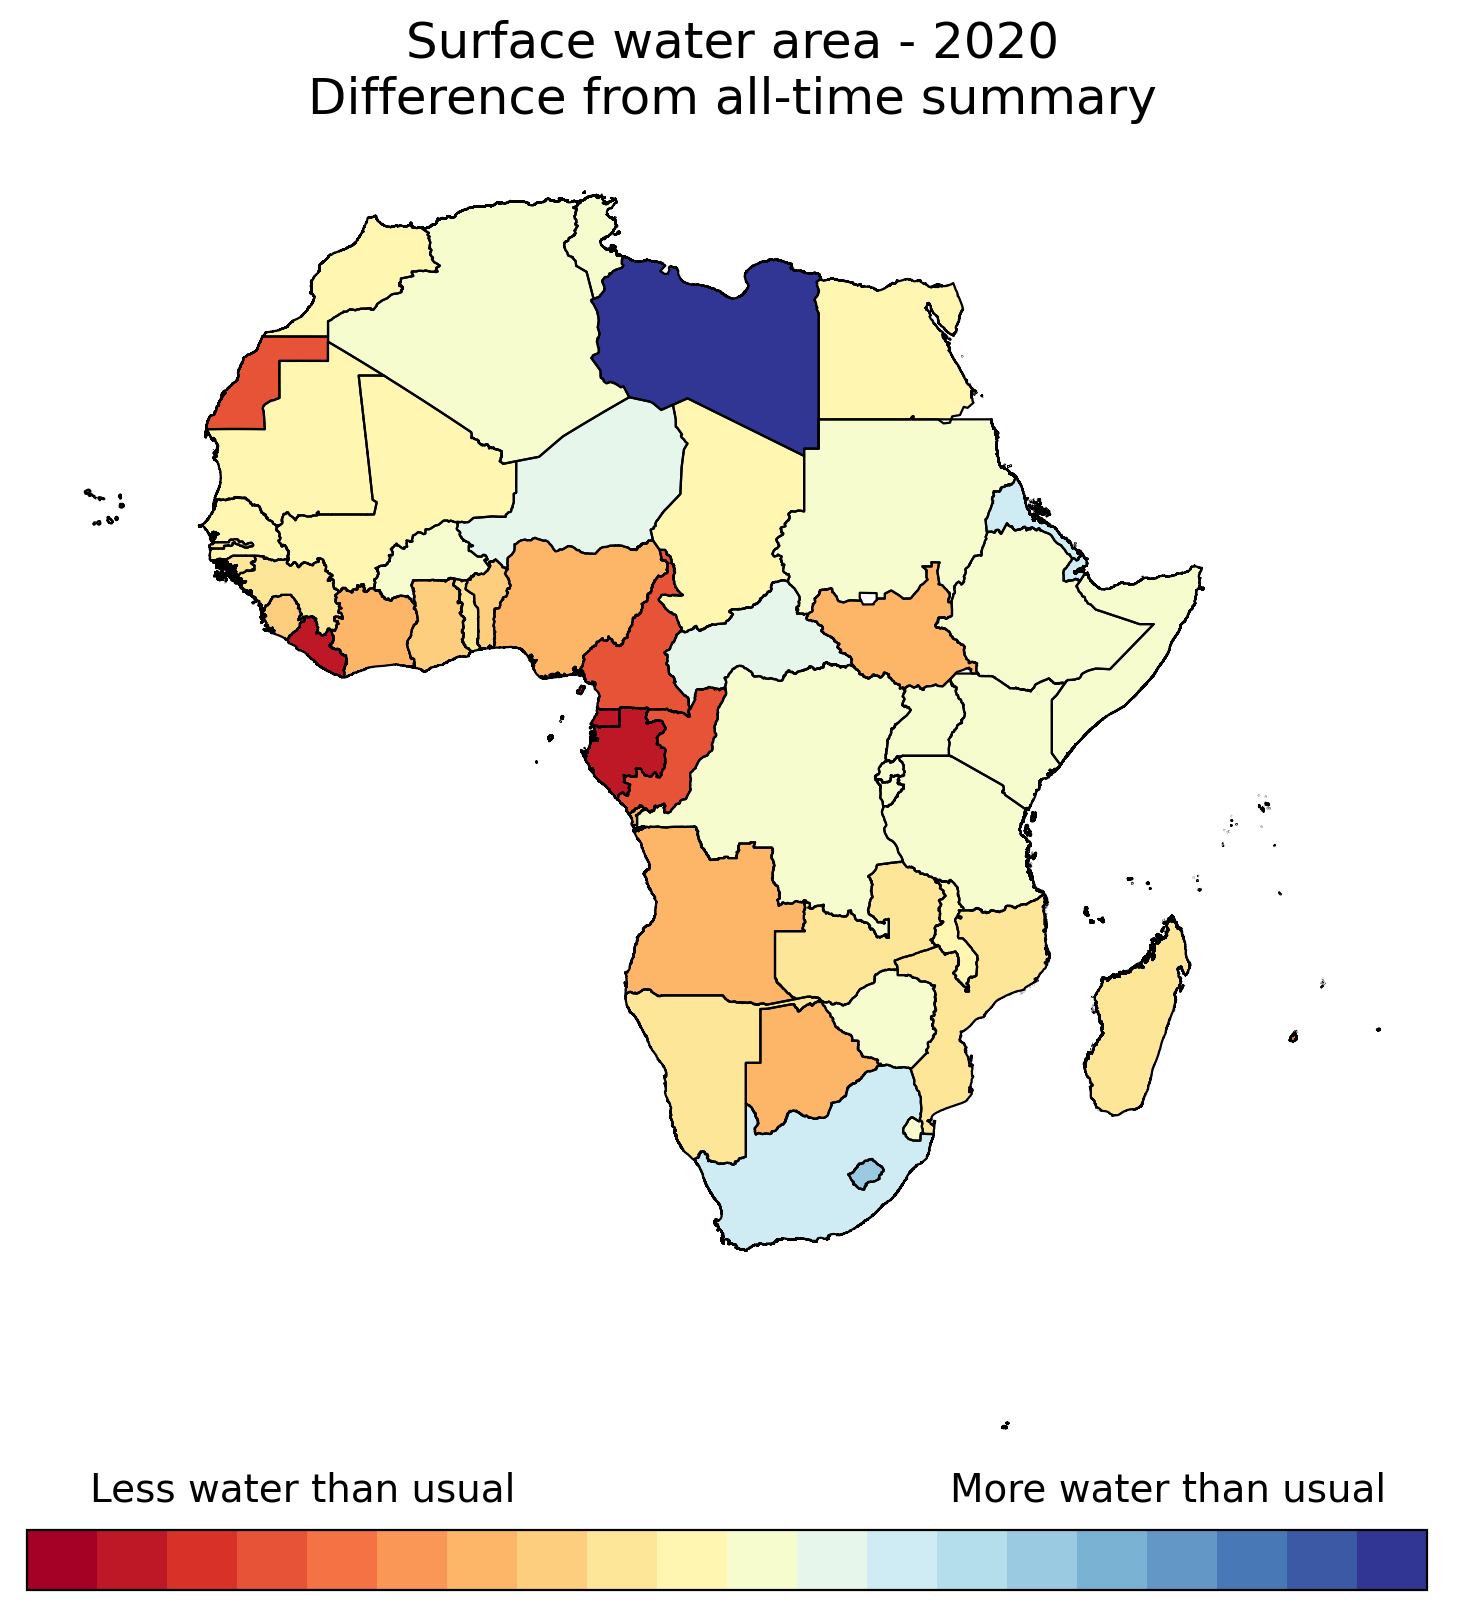 Surface water area - 2020
Difference from all-time summary
Less water than usual
More water than usual